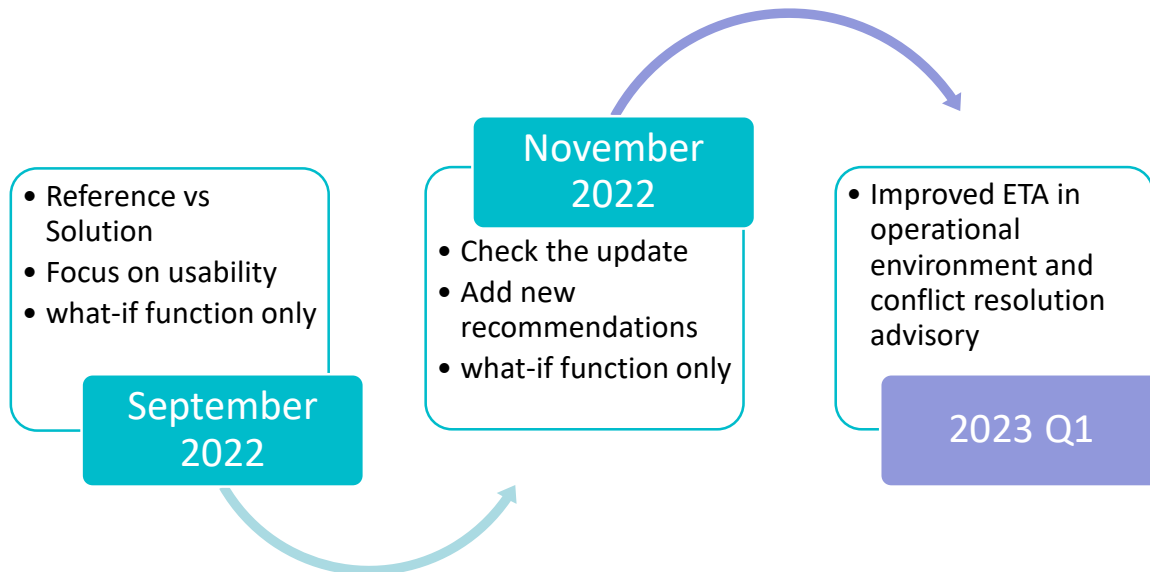 • Reference vs
Solution
• Focus on usability
• what-if function only
September
2022
November
2022
• Check the update
• Add new
recommendations
• what-if function only
• Improved ETA in
operational
environment and
conflict resolution
advisory
2023 Q1